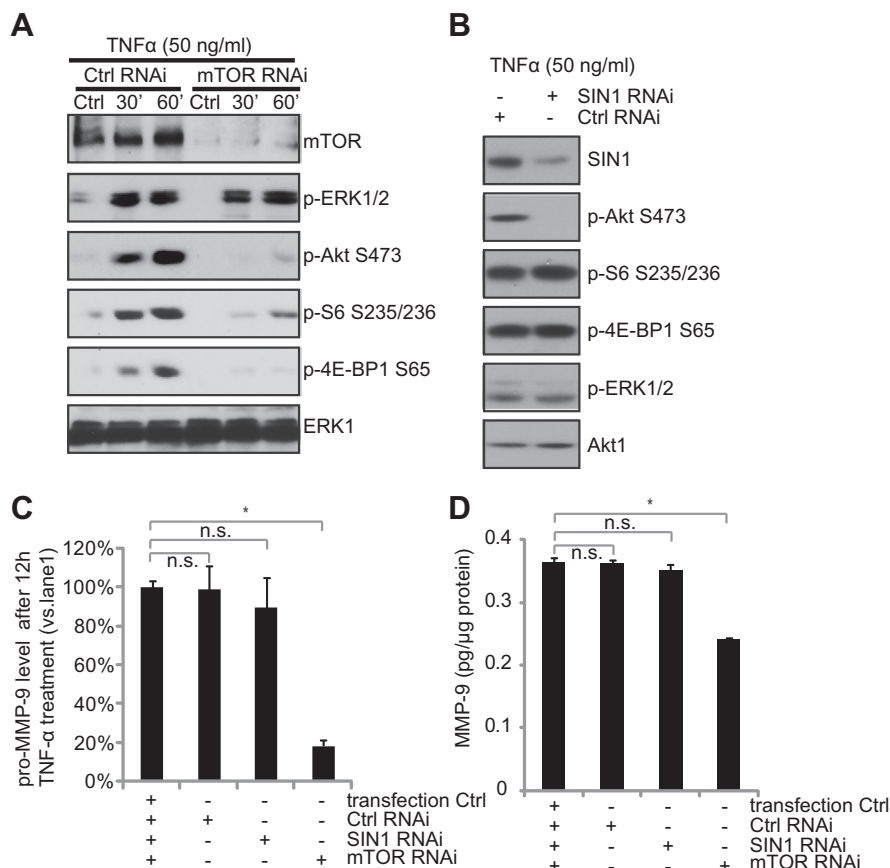 A
TNFα (50 ng/ml)
Ctrl RNAi mTOR RNAi
Ctrl 30' 60' Ctrl 30' 60'
mTOR
p-ERK1/2
p-Akt S473
p-S6 S235/236
p-4E-BP1 S65
ERK1
B
TNFα (50 ng/ml)
- + SIN1 RNAi
+ - Ctrl RNAi
SIN1
p-Akt S473
p-S6 S235/236
p-4E-BP1 S65
p-ERK1/2
Akt1
C
*
n.s.
n.s.
pro-MMP-9 level after 12h
TNF-α treatment (vs.lane1)
120%
100%
80%
60%
40%
20%
0%
+ - - - transfection Ctrl
+ + - - Ctrl RNAi
+ - + - SIN1 RNAi
+ - - + mTOR RNAi
D
*
n.s.
n.s.
MMP-9 (pg/µg protein)
0.4
0.3
0.2
0.1
0
+ - - - transfection Ctrl
+ + - - Ctrl RNAi
+ - + - SIN1 RNAi
+ - - + mTOR RNAi